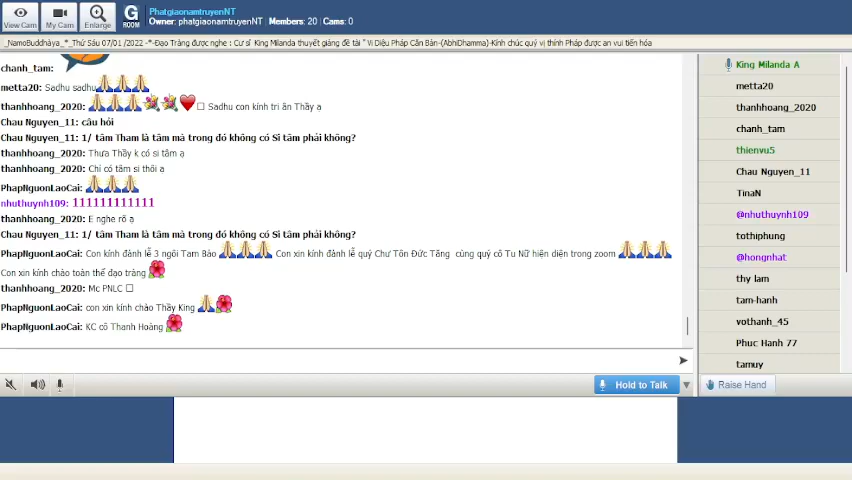 PhatgiaonamtruyenNT
Owner: phatgiaonamtruyenNT | Members: 20 | Cams: 0
View Cam
My Cam
Enlarge
G
ROOM
_NamoBuddhàya_*_Thứ Sáu 07/01 /2022 -*-Đạo Tràng được nghe : Cư sĩ King Milanda thuyết giảng đề tài " Vi Diệu Pháp Căn Bản-(AbhiDhamma)-Kính chúc quý vị thính Pháp được an vui tiến hóa
chanh_tam:
metta20: Sadhu sadhu
thanhhoang_2020: Sadhu con kính tri ân Thầy ạ
Chau Nguyen_11: câu hỏi
Chau Nguyen_11: 1/ tâm Tham là tâm mà trong đó không có Si tâm phải không?
thanhhoang_2020: Thưa Thầy k có si tâm ạ
thanhhoang_2020: Chỉ có tâm si thôi ạ
PhapNguonLaoCai:
nhuthuynh109: 111111111111
thanhhoang_2020: E nghe rõ ạ
Chau Nguyen_11: 1/ tâm Tham là tâm mà trong đó không có Si tâm phải không?
PhapNguonLaoCai: Con kính đảnh lễ 3 ngôi Tam Bảo Con xin kính đảnh lễ quý Chư Tôn Đức Tăng cùng quý cô Tu Nữ hiện diện trong zoom
Con xin kính chào toàn thể đạo tràng
thanhhoang_2020: Mc PNLC
PhapNguonLaoCai: con xin kính chào Thầy King
PhapNguonLaoCai: KC cô Thanh Hoàng
Hold to Talk
King Milanda A
metta20
thanhhoang_2020
chanh_tam
thienvu5
Chau Nguyen_11
TinaN
@nhuthuynh109
tothiphung
@hongnhat
thy lam
tam-hanh
vothanh_45
Phuc Hanh 77
tamuy
Raise Hand